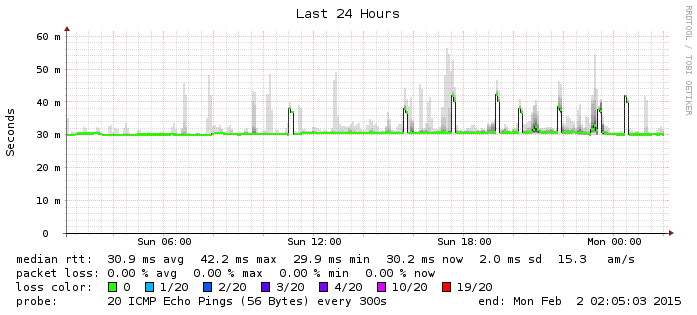 Last 24 Hours
RRDTOOL / TOBI OETIKER
Seconds
60 m
50 m
40 m
30 m
20 m
10 m
0
Sun 06:00 Sun 12:00 Sun 18:00 Mon 00:00
median rtt: 30.9 ms avg 42.2 ms max 29.9 ms min 30.2 ms now 2.0 ms sd 15.3 am/s
packet loss: 0.00 % avg 0.00 % max 0.00 % min 0.00 % now
loss color: 0 1/20 2/20 3/20 4/20 10/20 19/20
probe: 20 ICMP Echo Pings (56 Bytes) every 300s end: Mon Feb 2 02:05:03 2015